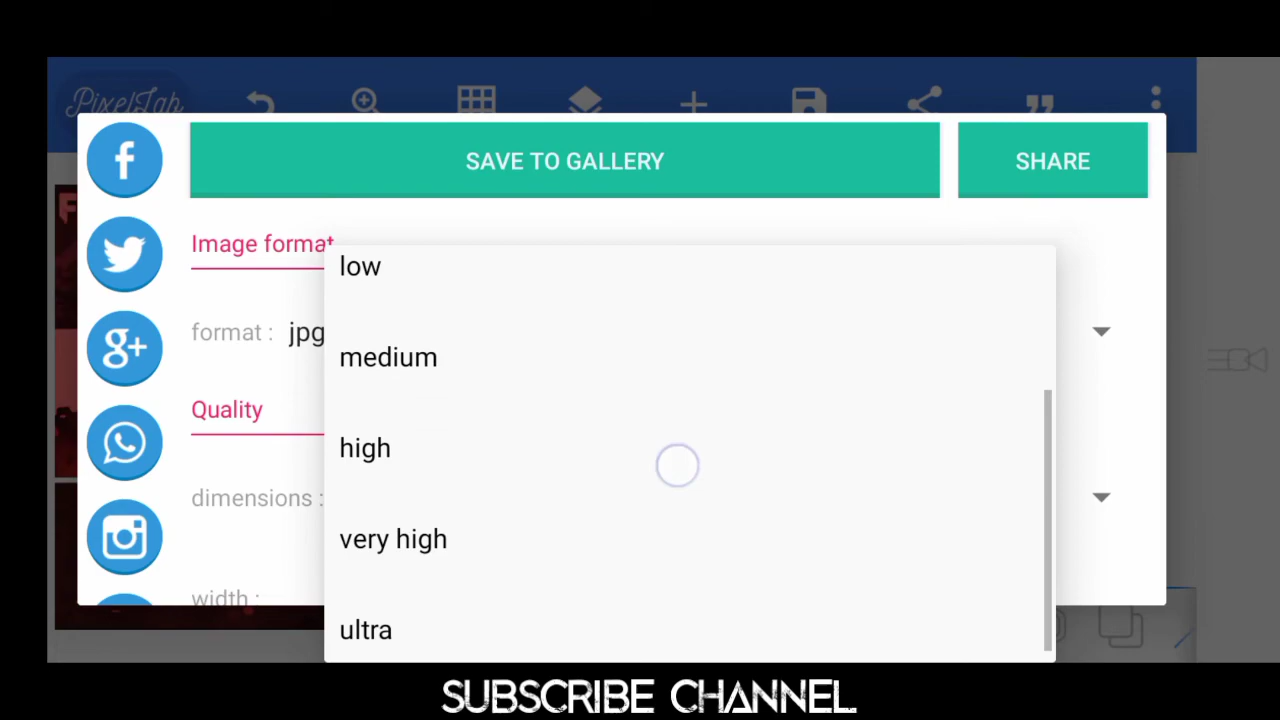 PixelLab
SAVE TO GALLERY
SHARE
Image format
low
format : jpg
medium
Quality
high
dimensions :
very high
width :
ultra
SUBSCRIBE CHANNEL.